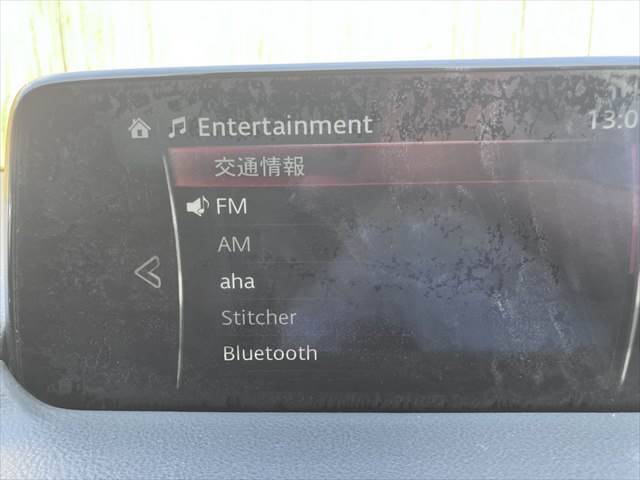 Entertainment
13:0
交通情報
FM
AM
aha
Stitcher
Bluetooth